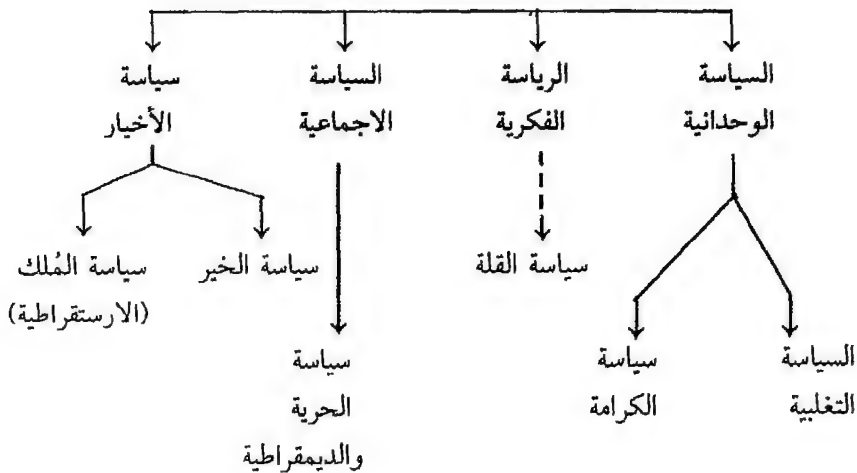 السياسة
الوحدانية
الرياسة
الفكرية
السياسة
الاجماعية
سياسة
الأخيار
السياسة
التغلبية
سياسة
الكرامة
سياسة القلة
سياسة
الحرية
والديمقراطية
سياسة الخير
سياسة المُلك
(الارستقراطية)